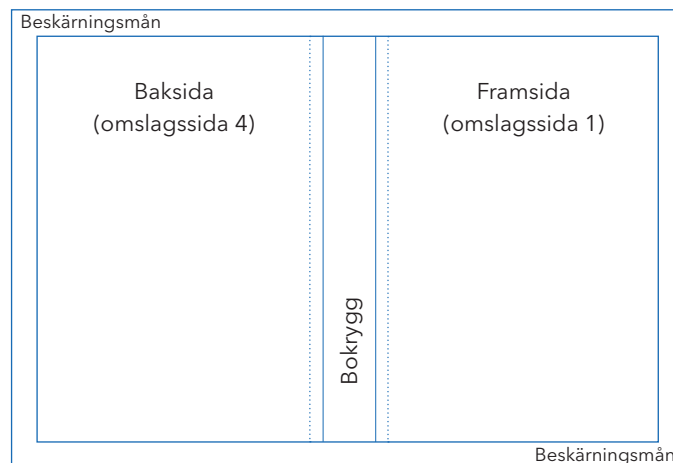 Beskärningsmån
Baksida
(omslagssida 4)
Framsida
(omslagssida 1)
Bokrygg
Beskärningsmån